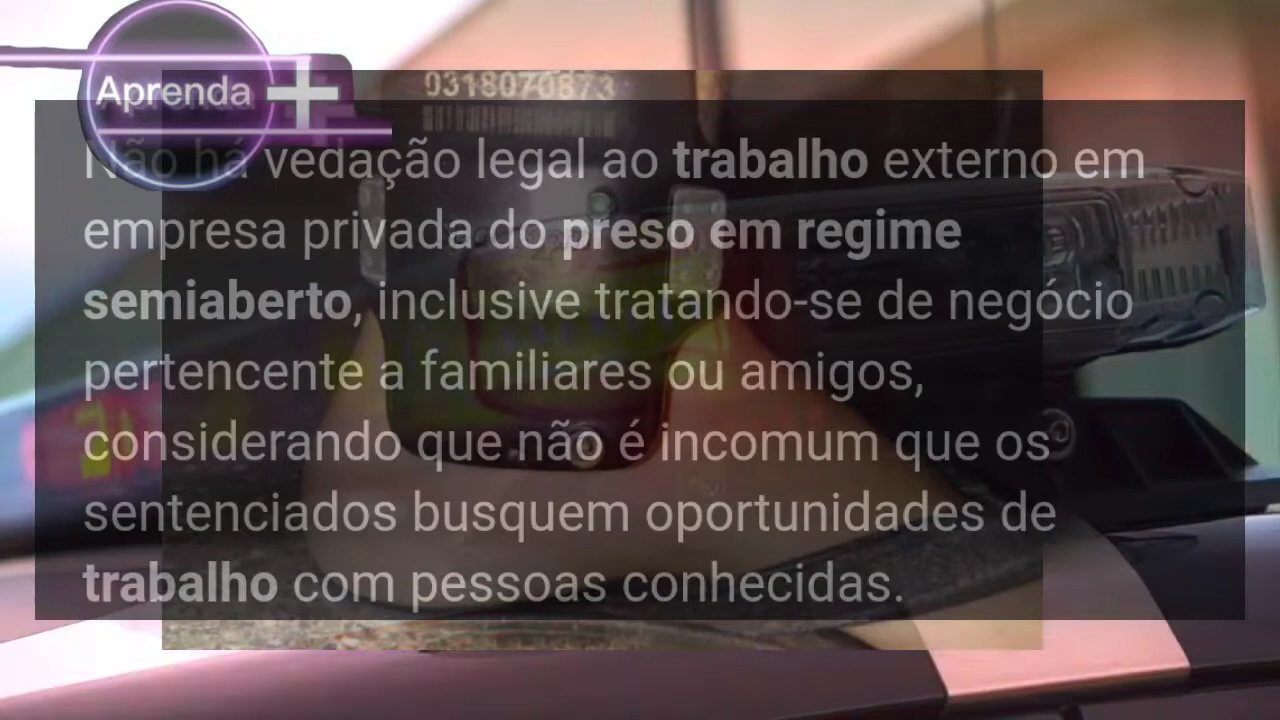 0318070873
Aprenda
Não há vedação legal ao trabalho externo em
empresa privada do preso em regime
semiaberto, inclusive tratando-se de negócio
pertencente a familiares ou amigos,
considerando que não é incomum que os
sentenciados busquem oportunidades de
trabalho com pessoas conhecidas.